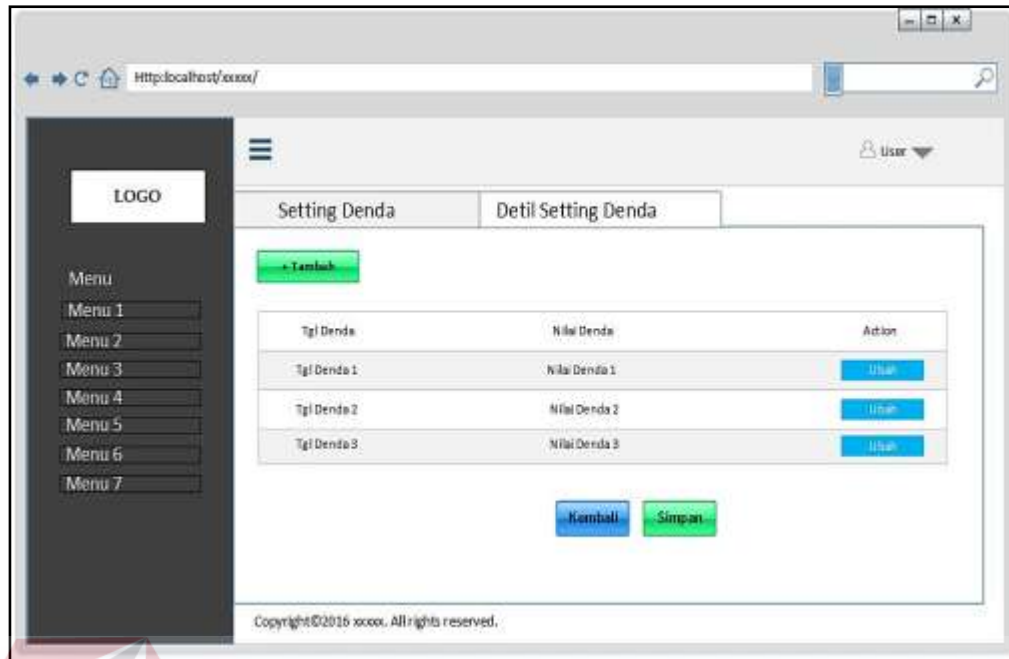 Http:localhost/xxxxx/
User
LOGO
Setting Denda
Detil Setting Denda
+ Tambah
Menu
Menu 1
Menu 2
Menu 3
Menu 4
Menu 5
Menu 6
Menu 7
Tgl Denda Nilai Denda Action
Tgl Denda 1 Nilai Denda 1 Ubah
Tgl Denda 2 Nilai Denda 2 Ubah
Tgl Denda 3 Nilai Denda 3 Ubah
Kembali Simpan
Copyright©2016 xxxxx. All rights reserved.